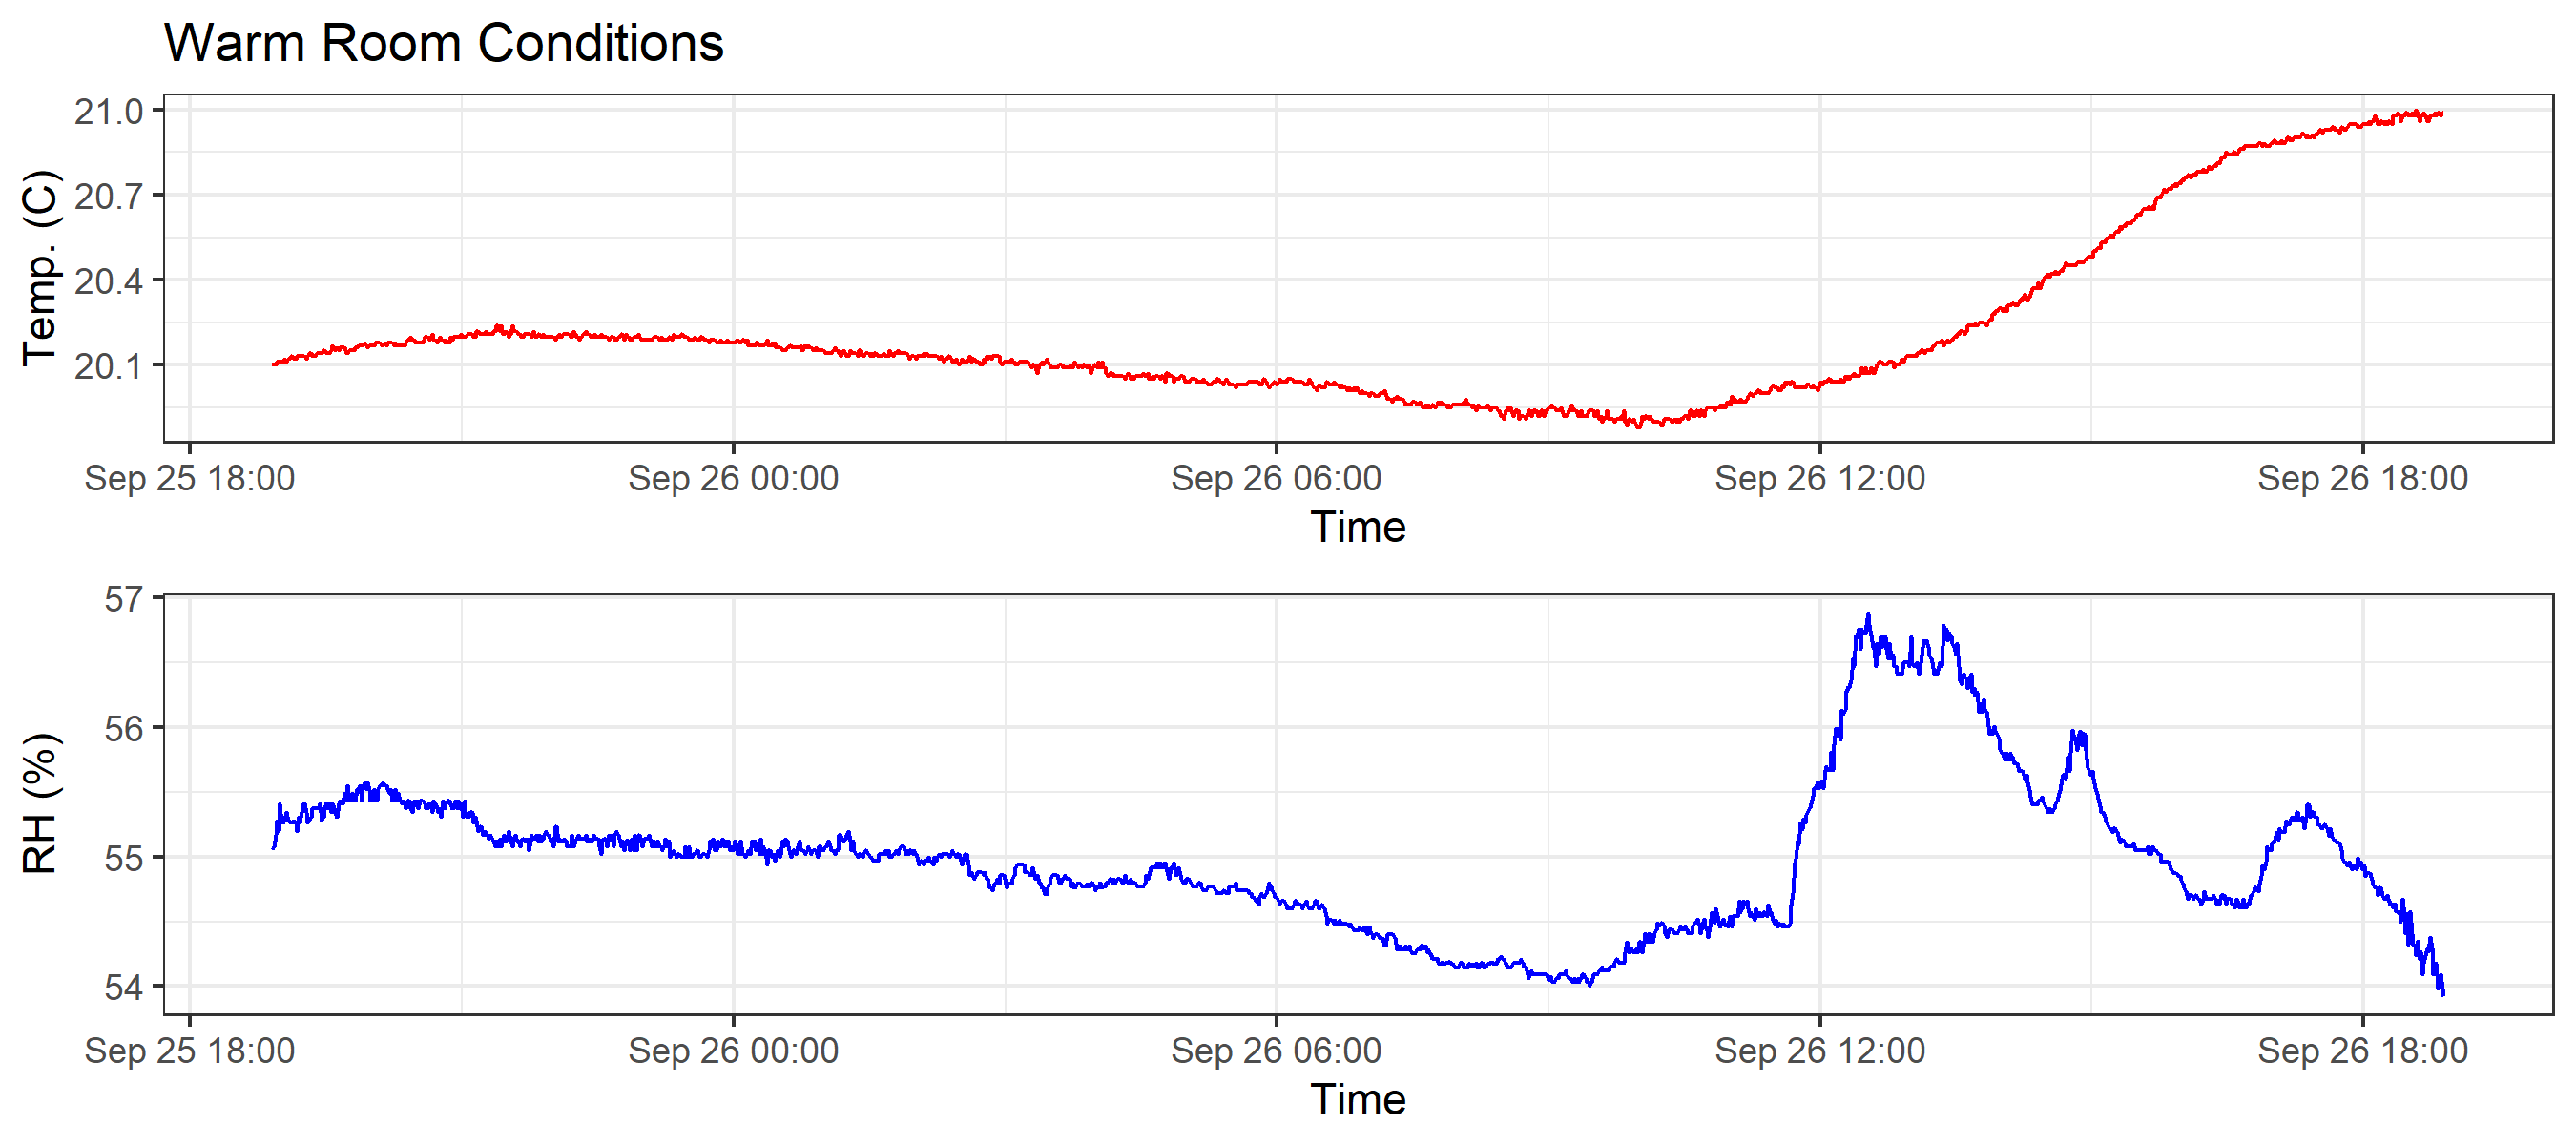 Warm Room Conditions
Temp. (C)
21.0
20.7
20.4
20.1
Sep 25 18:00 Sep 26 00:00 Sep 26 06:00 Sep 26 12:00 Sep 26 18:00
Time
RH (%)
57
56
55
54
Sep 25 18:00 Sep 26 00:00 Sep 26 06:00 Sep 26 12:00 Sep 26 18:00
Time